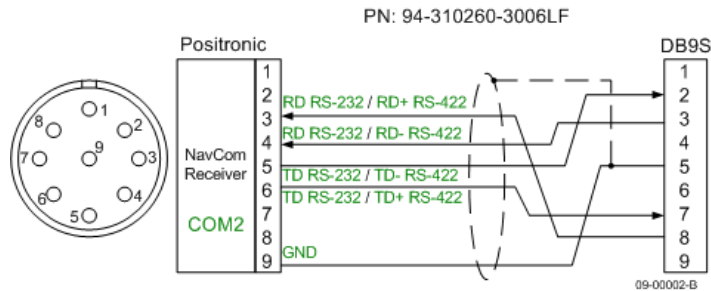 PN: 94-310260-3006LF
Positronic
DB9S
1
2
3
4
5
6
7
8
9
NavCom
Receiver
COM2
1
2
3
4
5
6
7
8
9
RD RS-232 / RD+ RS-422
RD RS-232 / RD- RS-422
TD RS-232 / TD- RS-422
TD RS-232 / TD+ RS-422
GND
1
2
3
4
5
6
7
8
9
09-00002-B